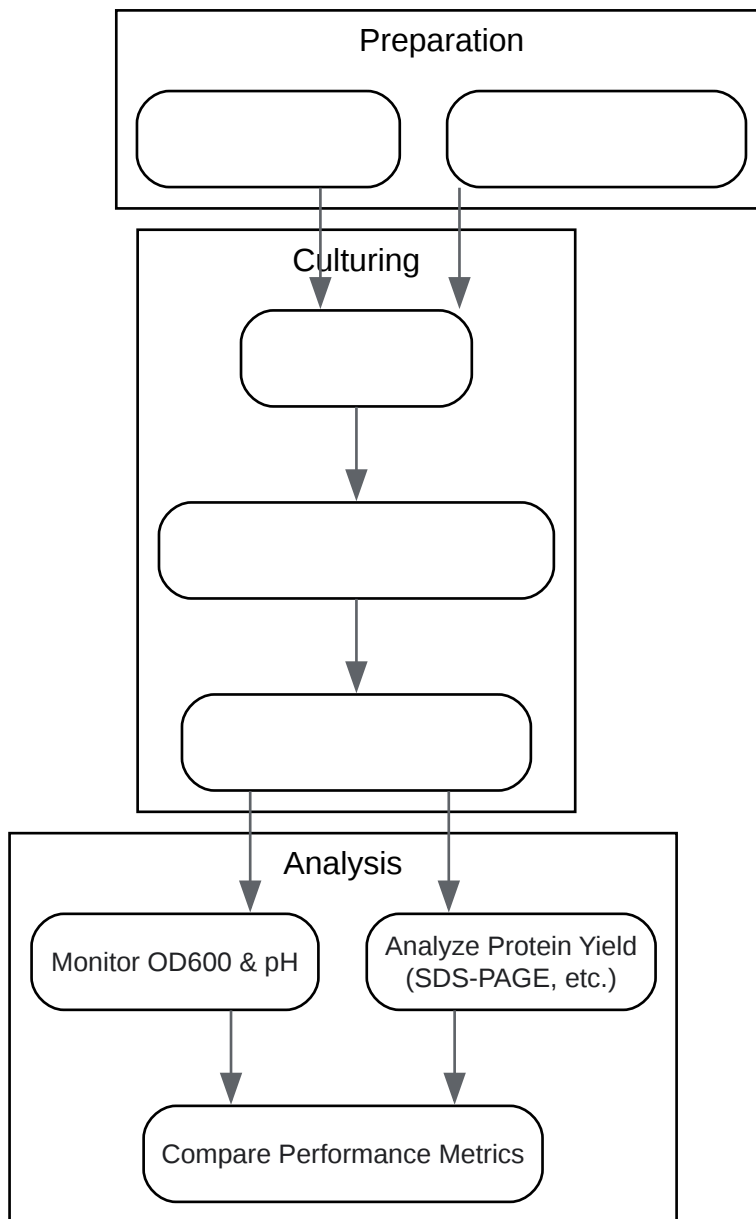 Preparation
Culturing
Analysis
Monitor OD600 & pH
Analyze Protein Yield
(SDS-PAGE, etc.)
Compare Performance Metrics